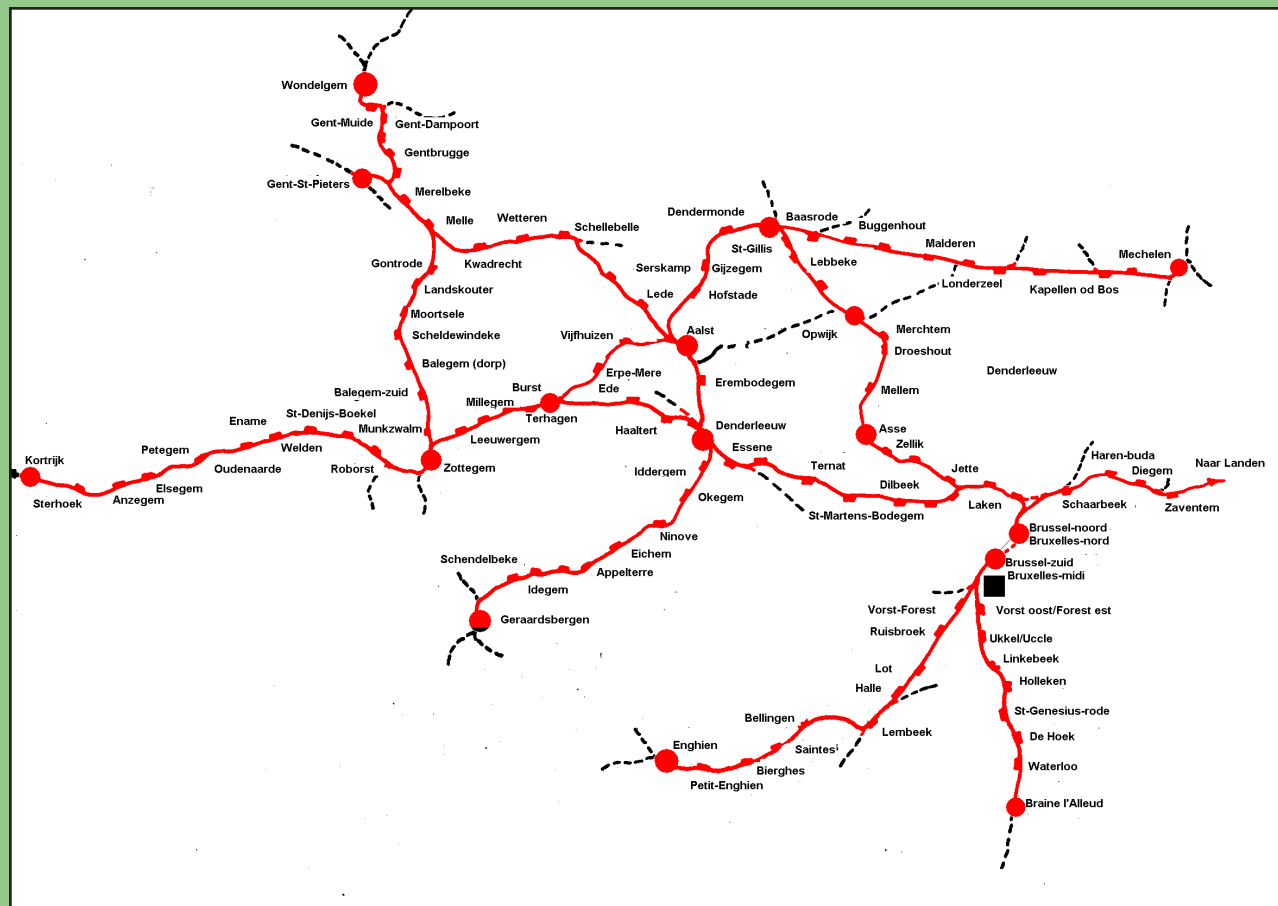 Wondelgem
Gent-Muide
Gent-Dampoort
Gentbrugge
Gent-St-Pieters
Merelbeke
Melle
Wetteren
Schellebelle
Kwadrecht
Gontrode
Landskouter
Moortsele
Scheldewindeke
Balegem (dorp)
Balegem-zuid
Serskamp
Lede
Dendermonde
St-Gillis
Gijzegem
Hofstade
Baasrode
Buggenhout
Malderen
Londerzeel
Kapellen od Bos
Mechelen
Lebbeke
Opwijk
Merchtem
Droeshout
Mellem
Asse
Zellik
Denderleeuw
Aalst
Vijfhuizen
Erpe-Mere
Ede
Burst
Erembodegem
Haaltert
Terhagen
Millegem
Leeuwergem
Zottegem
Munkzwalm
Roborst
St-Denijs-Boekel
Welden
Ename
Oudenaarde
Petegem
Elsegem
Anzegem
Sterhoek
Kortrijk
Denderleeuw
Essene
Ternat
St-Martens-Bodegem
Dilbeek
Jette
Laken
Schaarbeek
Haren-buda
Diegem
Zaventem
Naar Landen
Iddergem
Okegem
Ninove
Eichem
Appelterre
Idegem
Schendelbeke
Geraardsbergen
Brussel-noord
Bruxelles-nord
Brussel-zuid
Bruxelles-midi
Vorst-Forest
Ruisbroek
Lot
Halle
Lembeek
Saintes
Bellingen
Bierghes
Petit-Enghien
Enghien
Vorst oost/Forest est
Ukkel/Uccle
Linkebeek
Holleken
St-Genesius-rode
De Hoek
Waterloo
Braine l'Alleud